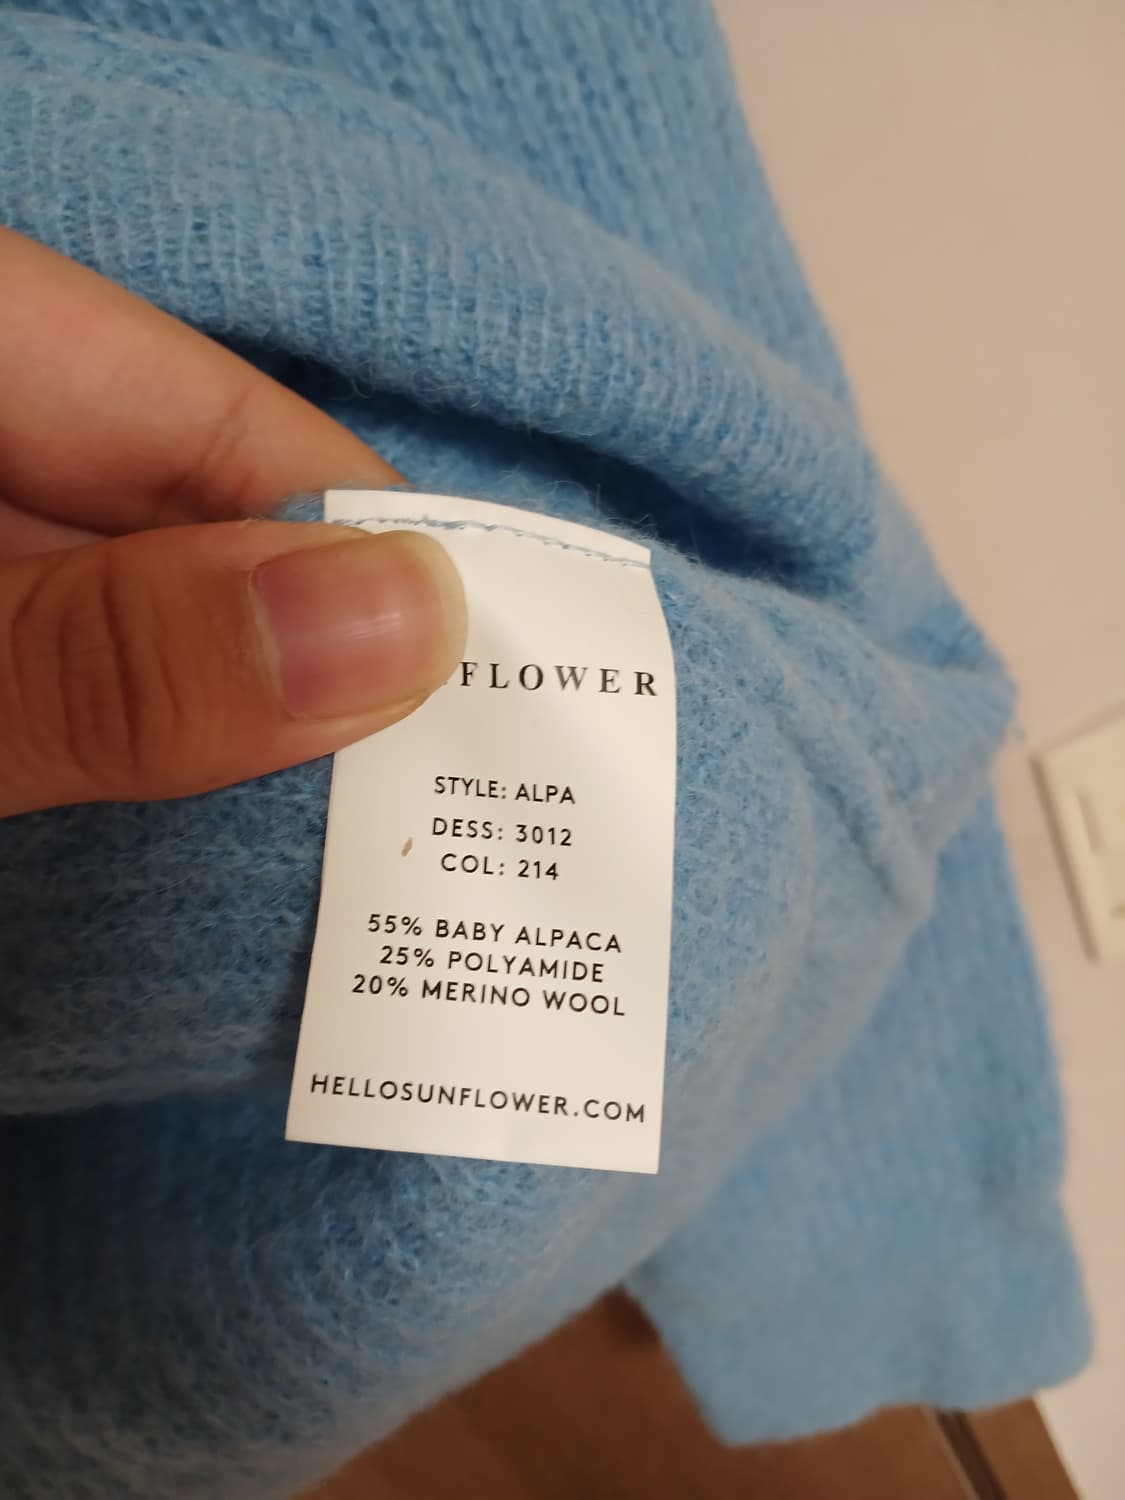 FLOWER
STYLE: ALPA
DESS: 3012
COL: 214
55% BABY ALPACA
25% POLYAMIDE
20% MERINO WOOL
HELLOSUNFLOWER.COM